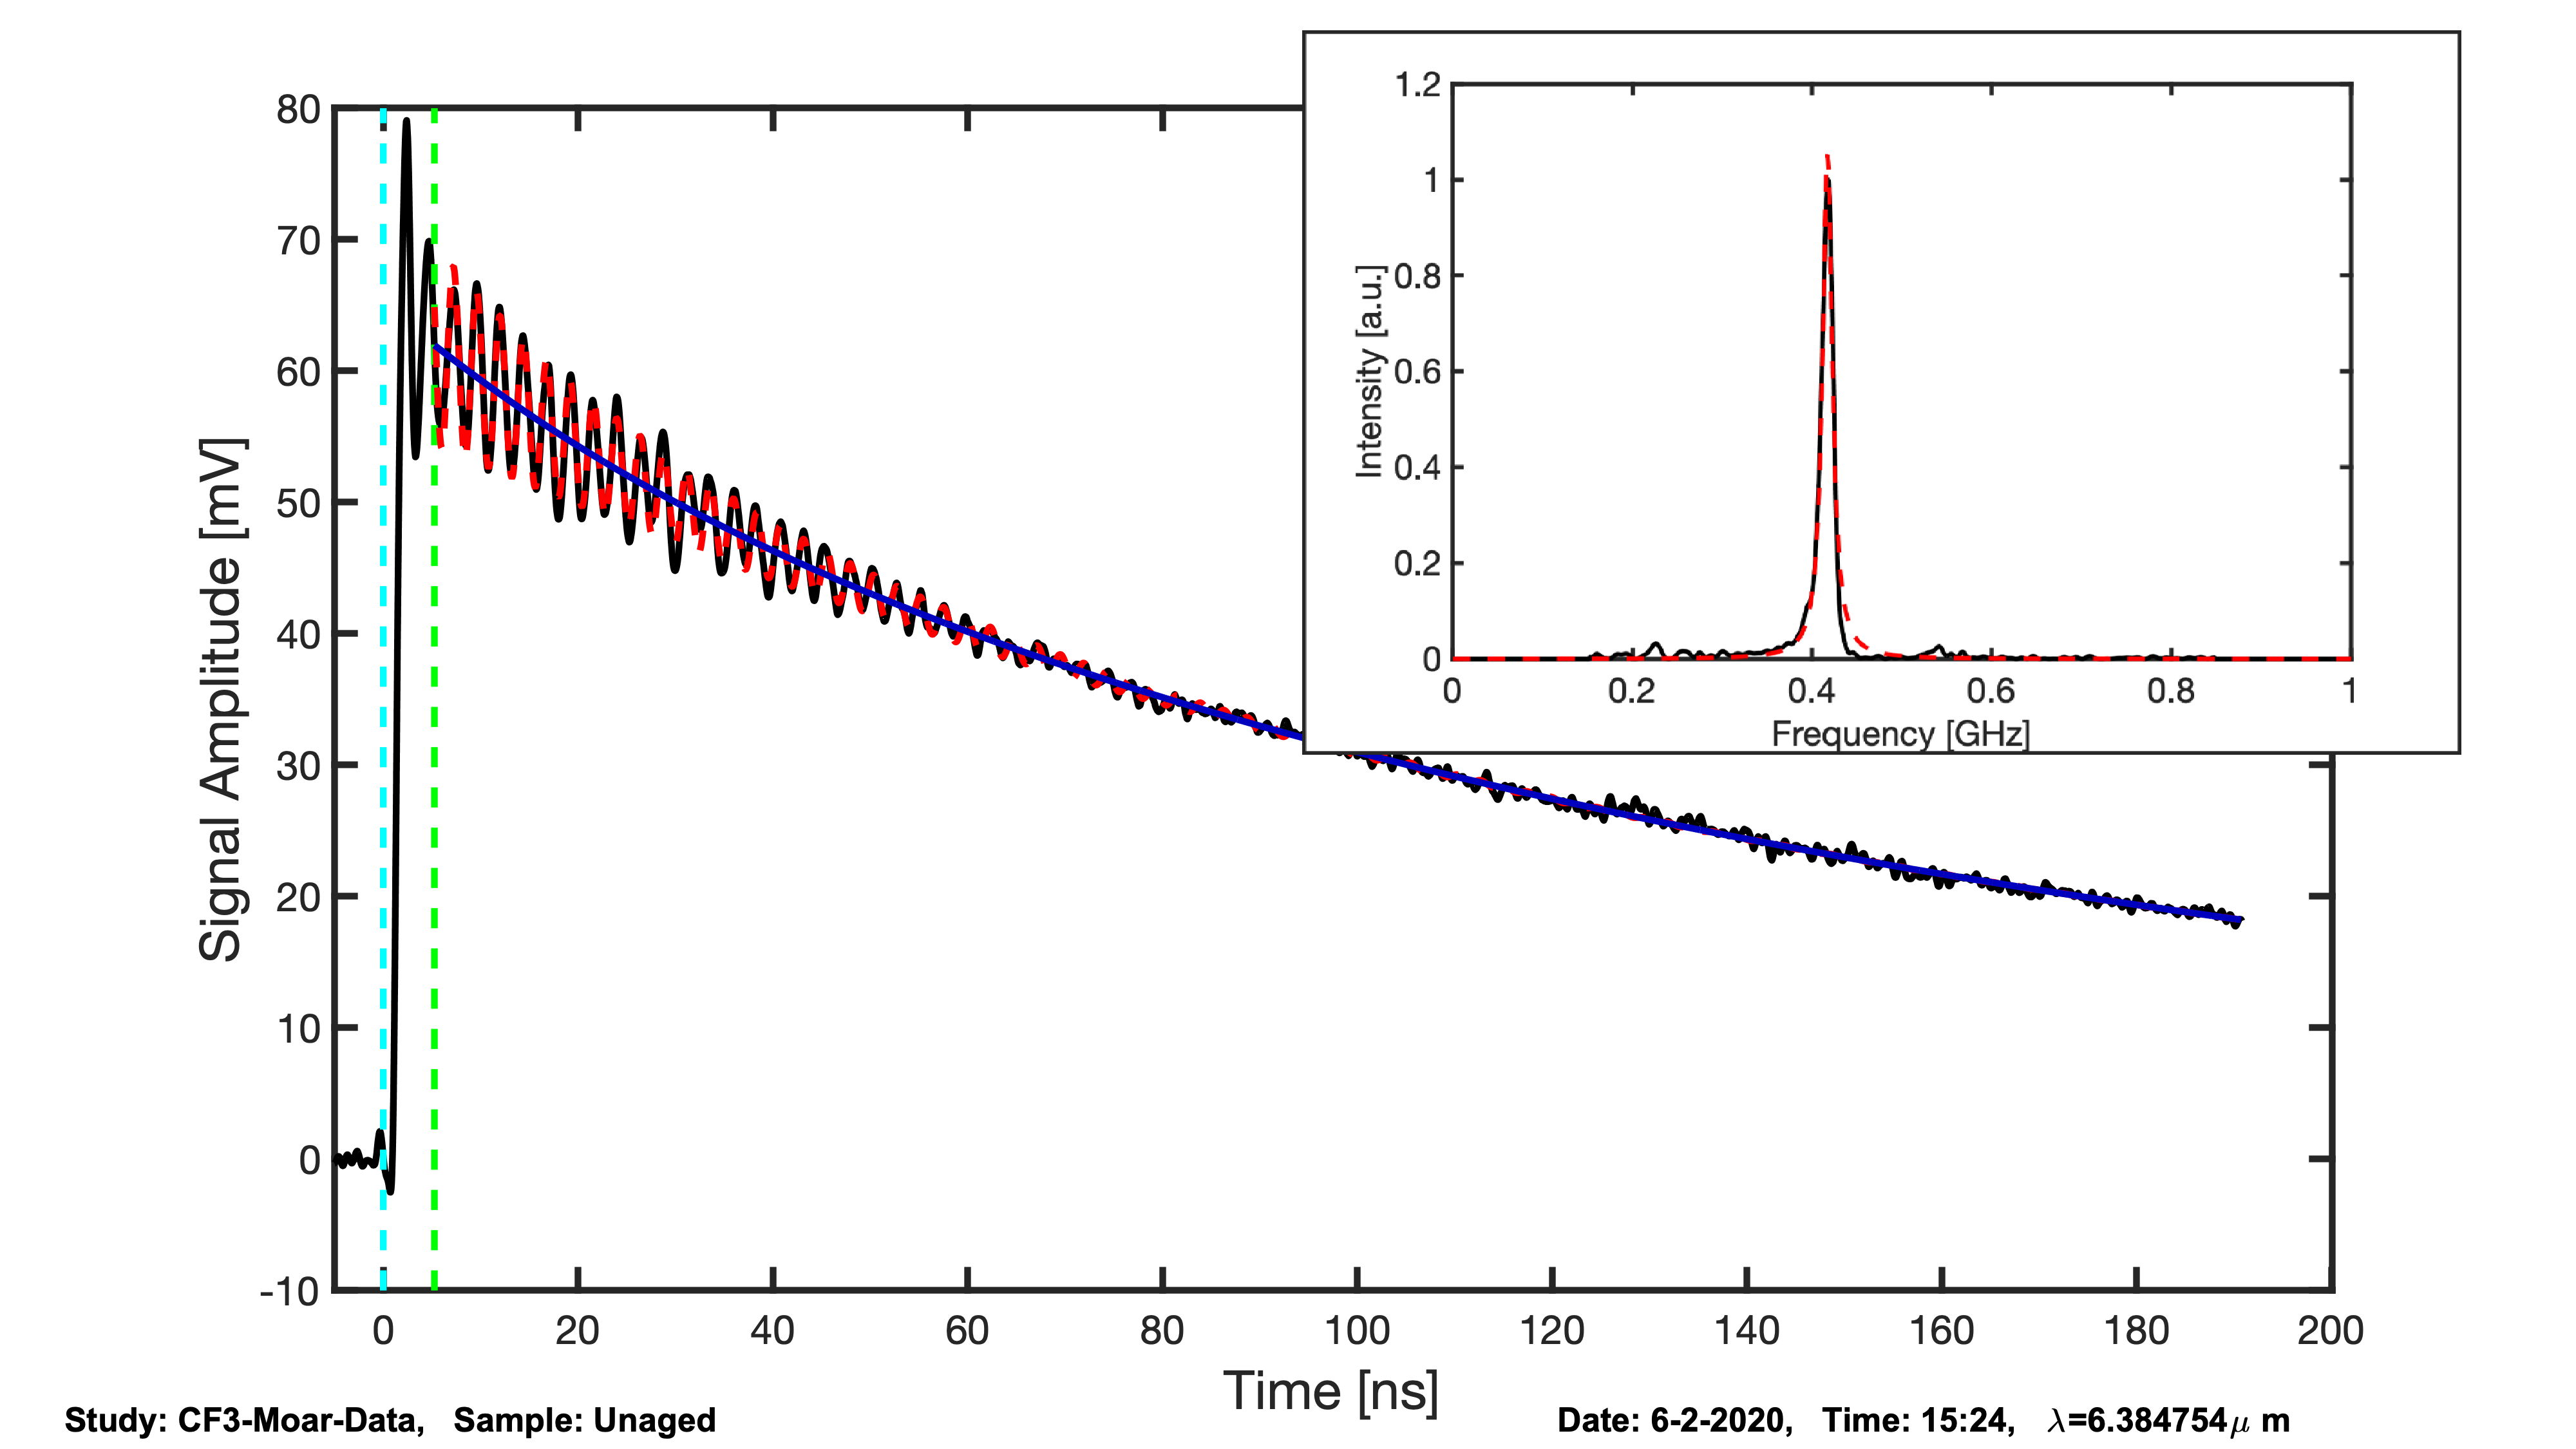 1.2
1
0.8
0.6
0.4
0.2
0
Intensity [a.u.]
0 0.2 0.4 0.6 0.8 1
Frequency [GHz]
80
70
60
50
40
30
20
10
0
-10
Signal Amplitude [mV]
0 20 40 60 80 100 120 140 160 180 200
Time [ns]
Study: CF3-Moar-Data, Sample: Unaged
Date: 6-2-2020, Time: 15:24, λ=6.384754μ m